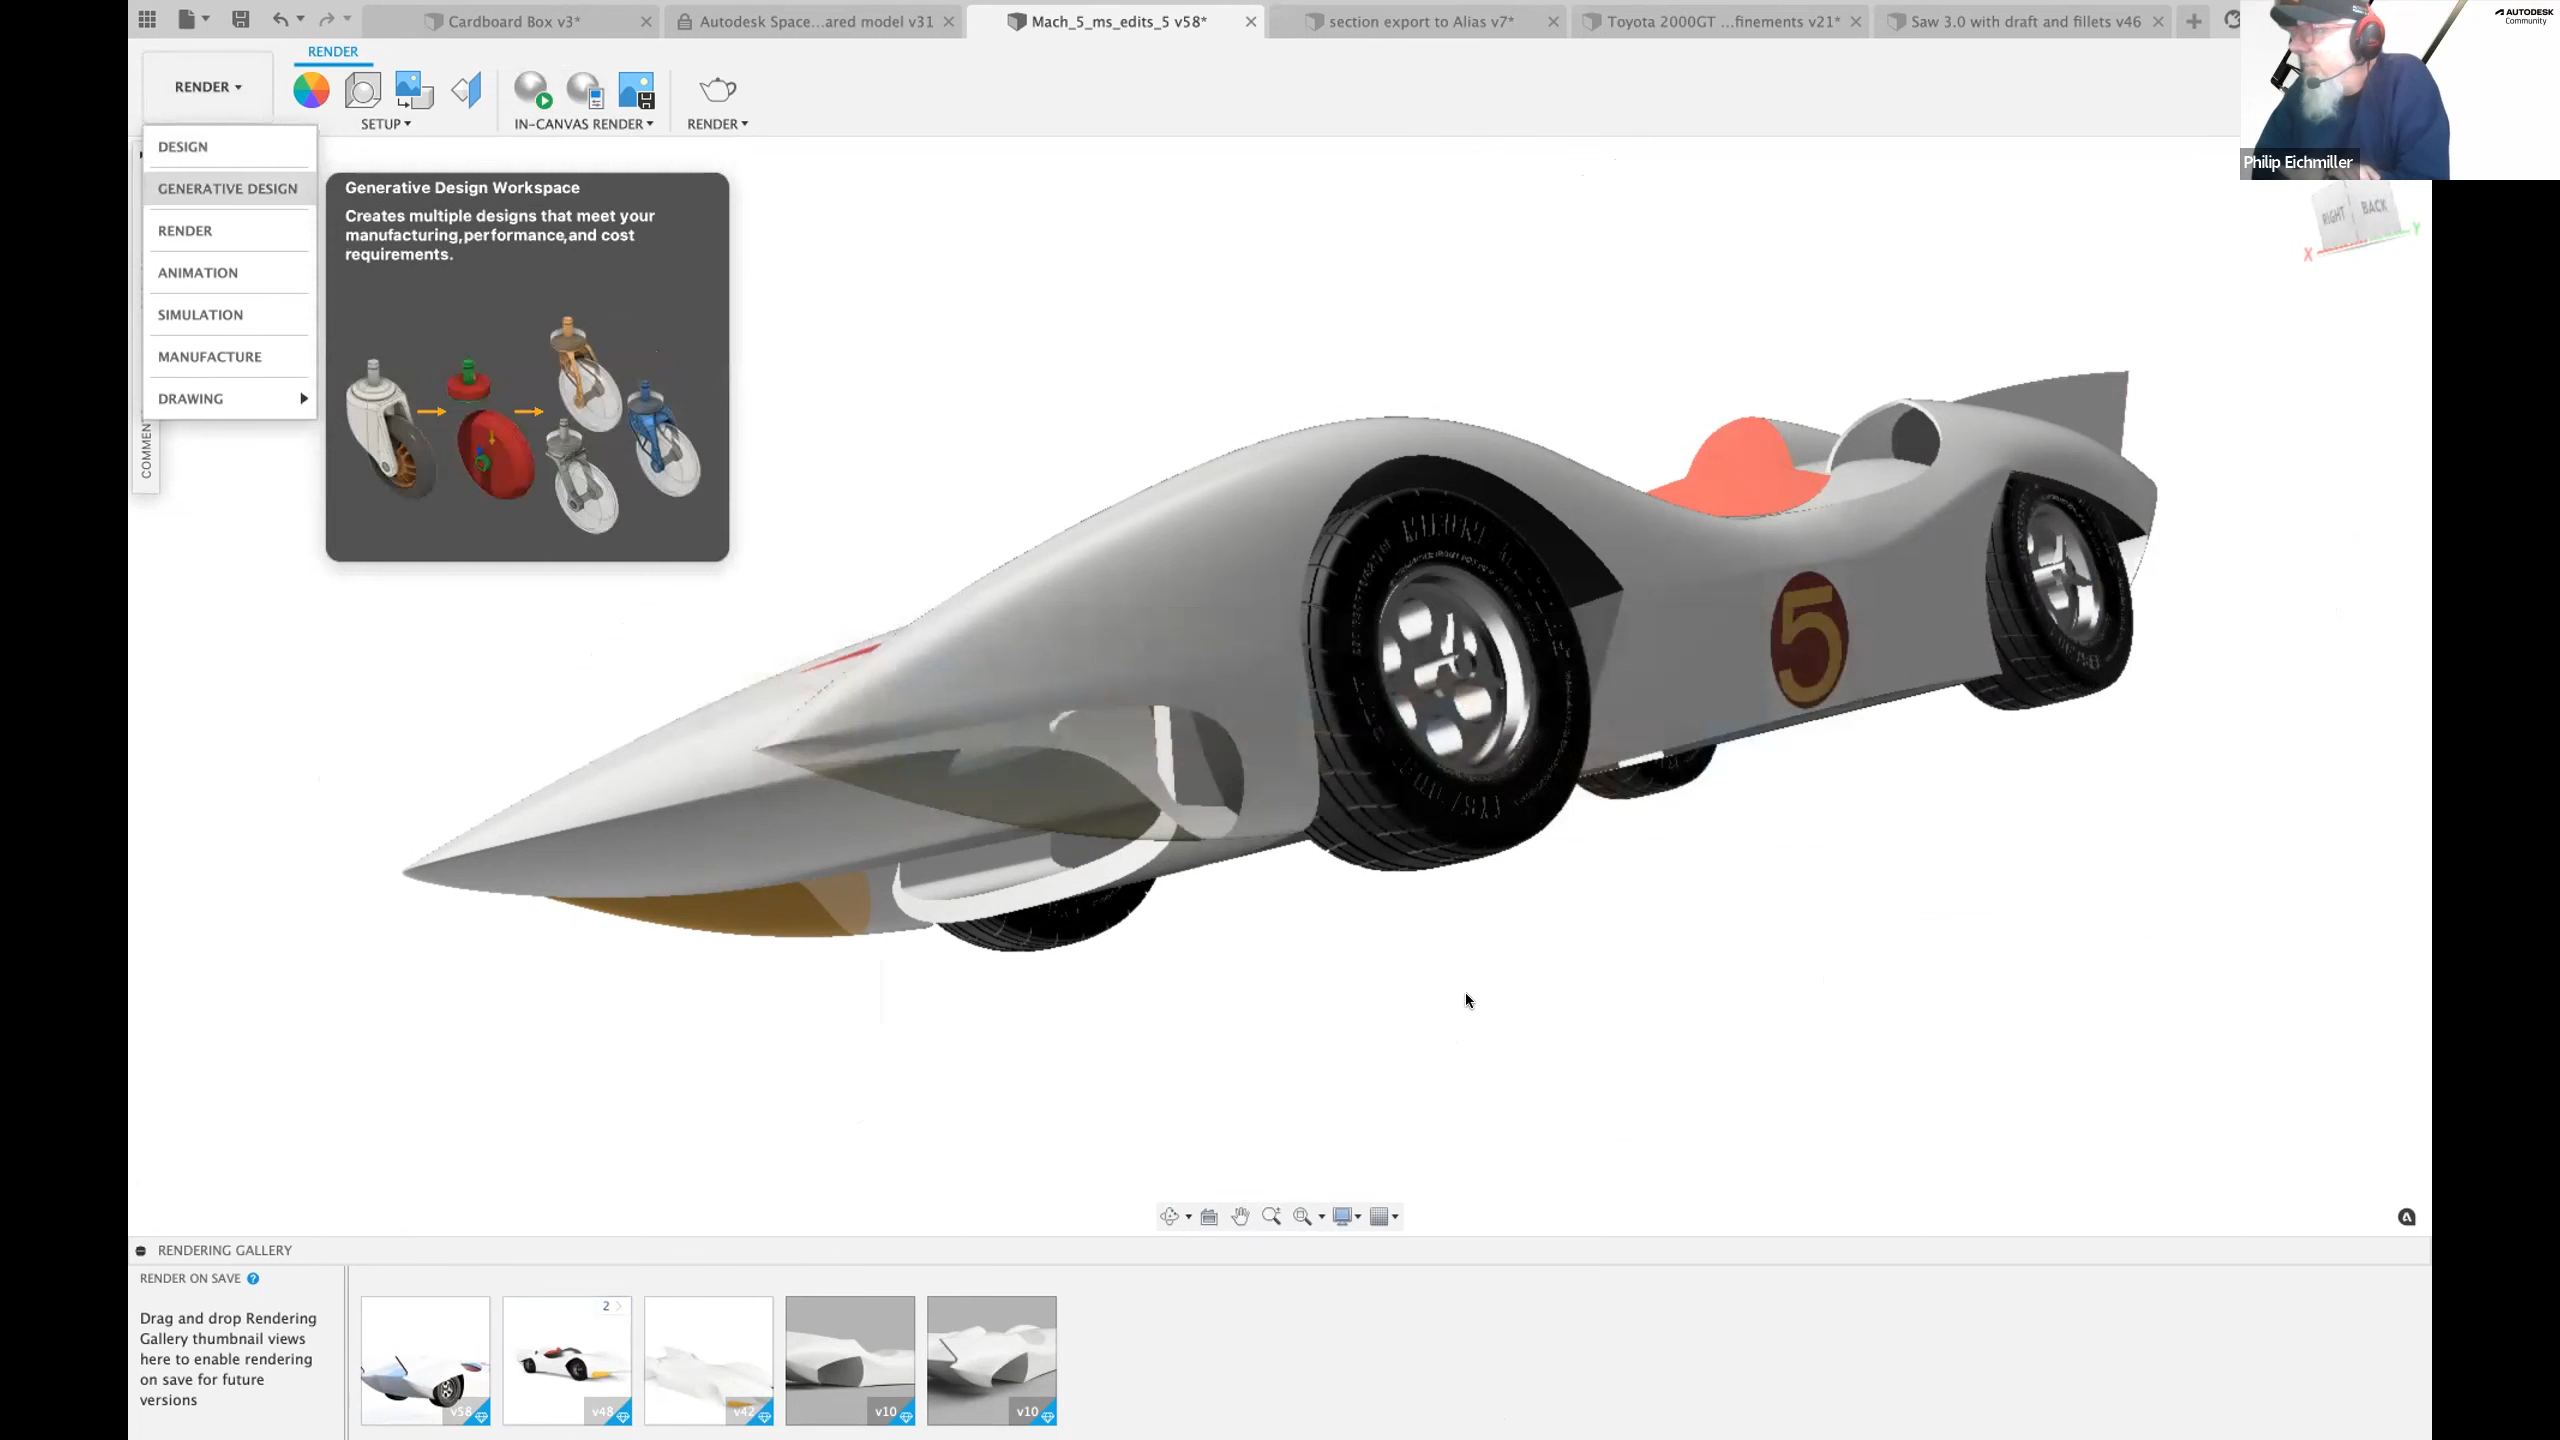 Cardboard Box v3*
Autodesk Space...ared model v31
Mach_5_ms_edits_5 v58*
section export to Alias v7*
Toyota 2000GT ...finements v21*
Saw 3.0 with draft and fillets v46
AUTODESK
Community
RENDER
RENDER
SETUP
IN-CANVAS RENDER
RENDER
Philip Eichmiller
DESIGN
GENERATIVE DESIGN
RENDER
ANIMATION
SIMULATION
MANUFACTURE
DRAWING
COMMEN
Generative Design Workspace
Creates multiple designs that meet your
manufacturing,performance,and cost
requirements.
RIGHT
BACK
X
Y
5
RENDERING GALLERY
RENDER ON SAVE ?
Drag and drop Rendering
Gallery thumbnail views
here to enable rendering
on save for future
versions
v58
2
v48
v42
v10
v10